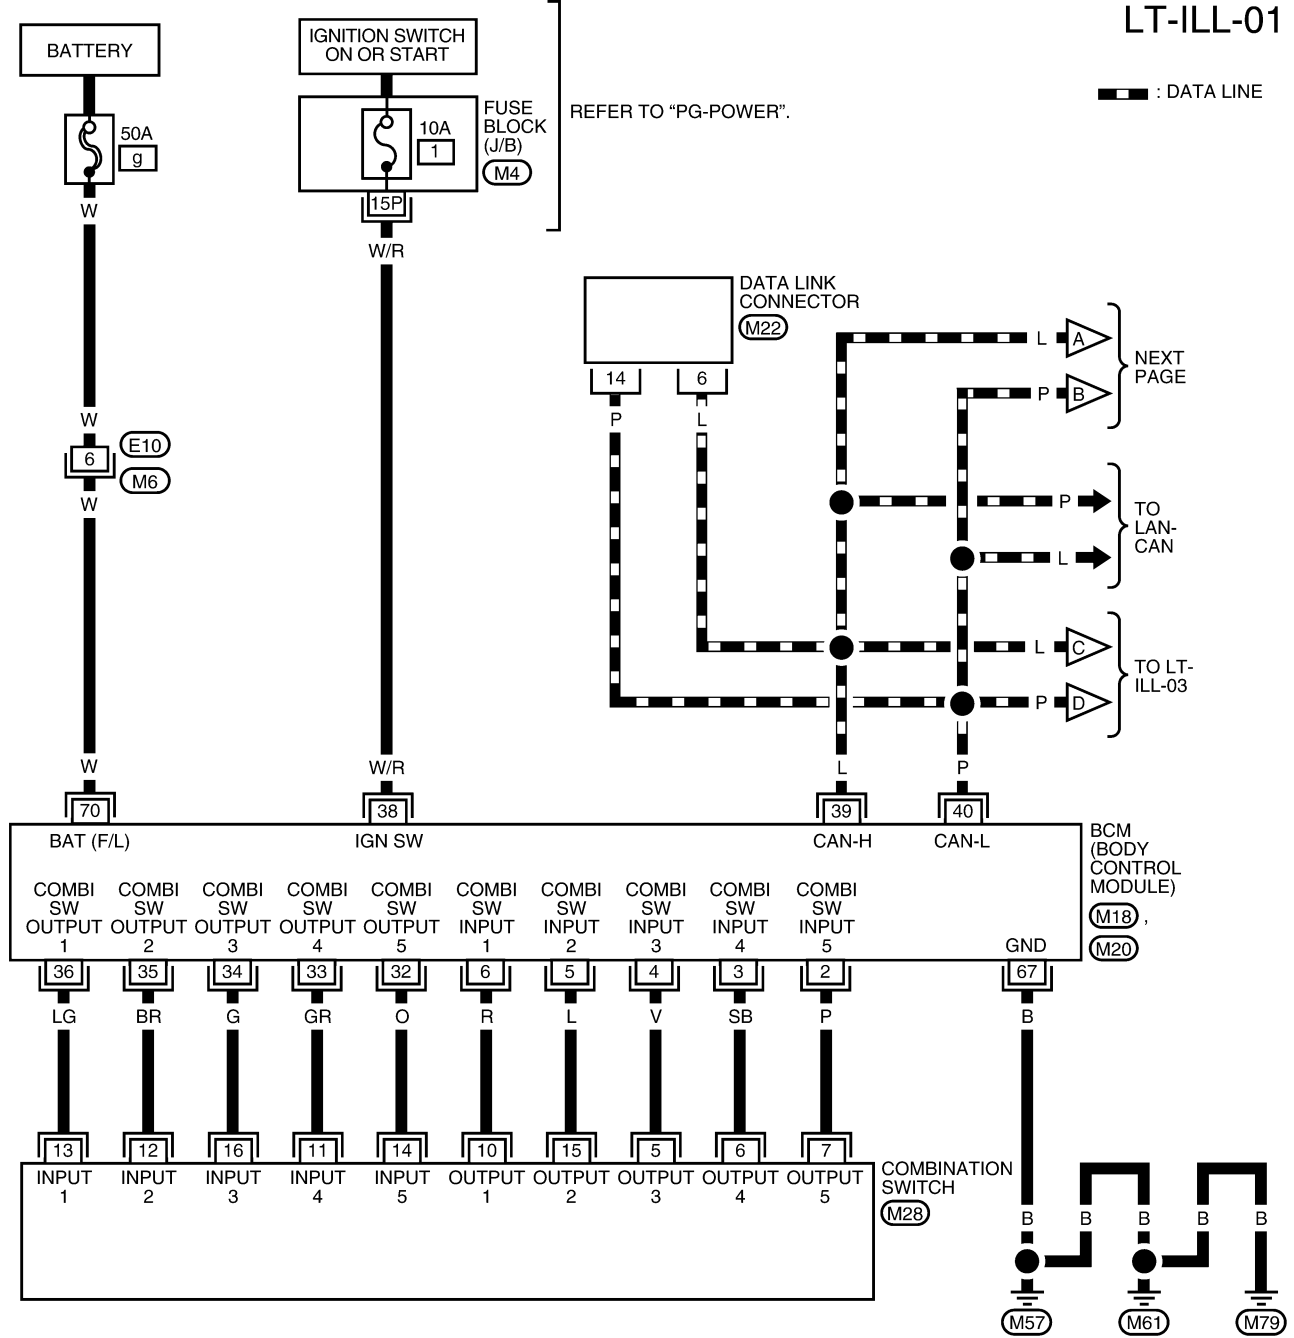 LT-ILL-01
BATTERY
IGNITION SWITCH
ON OR START
: DATA LINE
50A
g
10A
1
FUSE
BLOCK
(J/B)
M4
REFER TO “PG-POWER”.
15P
W
W/R
DATA LINK
CONNECTOR
M22
14
6
P
L
L
A
P
B
NEXT
PAGE
W
6
E10
M6
W
P
L
TO
LAN-
CAN
L
C
P
D
TO LT-
ILL-03
W
W/R
L
P
70
38
39
40
BAT (F/L)
IGN SW
CAN-H
CAN-L
BCM
(BODY
CONTROL
MODULE)
M18 ,
M20
COMBI
SW
OUTPUT
1
COMBI
SW
OUTPUT
2
COMBI
SW
OUTPUT
3
COMBI
SW
OUTPUT
4
COMBI
SW
OUTPUT
5
COMBI
SW
INPUT
1
COMBI
SW
INPUT
2
COMBI
SW
INPUT
3
COMBI
SW
INPUT
4
COMBI
SW
INPUT
5
GND
36
35
34
33
32
6
5
4
3
2
67
LG
BR
G
GR
O
R
L
V
SB
P
B
13
12
16
11
14
10
15
5
6
7
INPUT
1
INPUT
2
INPUT
3
INPUT
4
INPUT
5
OUTPUT
1
OUTPUT
2
OUTPUT
3
OUTPUT
4
OUTPUT
5
COMBINATION
SWITCH
M28
B
B
B
B
B
M57
M61
M79